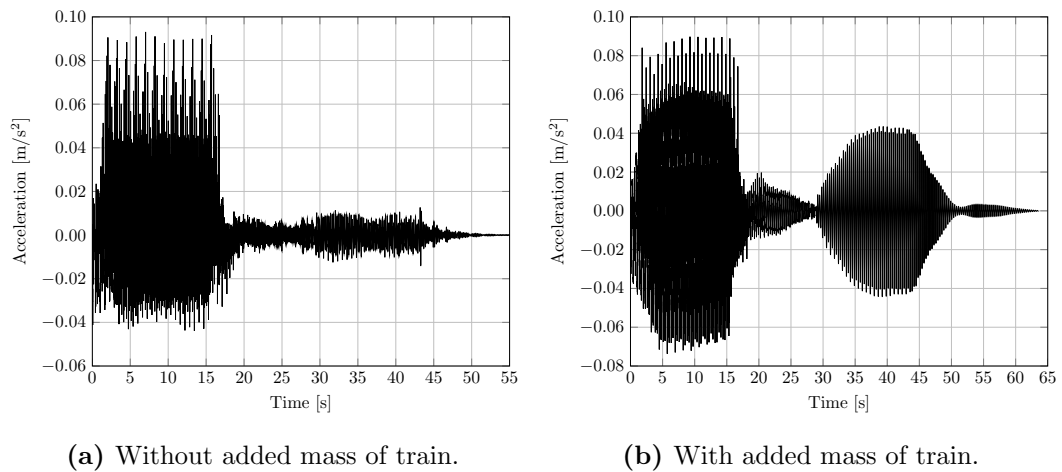 0.10
0.08
0.06
0.04
0.02
0.00
−0.02
−0.04
−0.06
Acceleration [m/s²]
0 5 10 15 20 25 30 35 40 45 50 55
Time [s]
(a) Without added mass of train.
0.10
0.08
0.06
0.04
0.02
0.00
−0.02
−0.04
−0.06
−0.08
Acceleration [m/s²]
0 5 10 15 20 25 30 35 40 45 50 55 60 65
Time [s]
(b) With added mass of train.